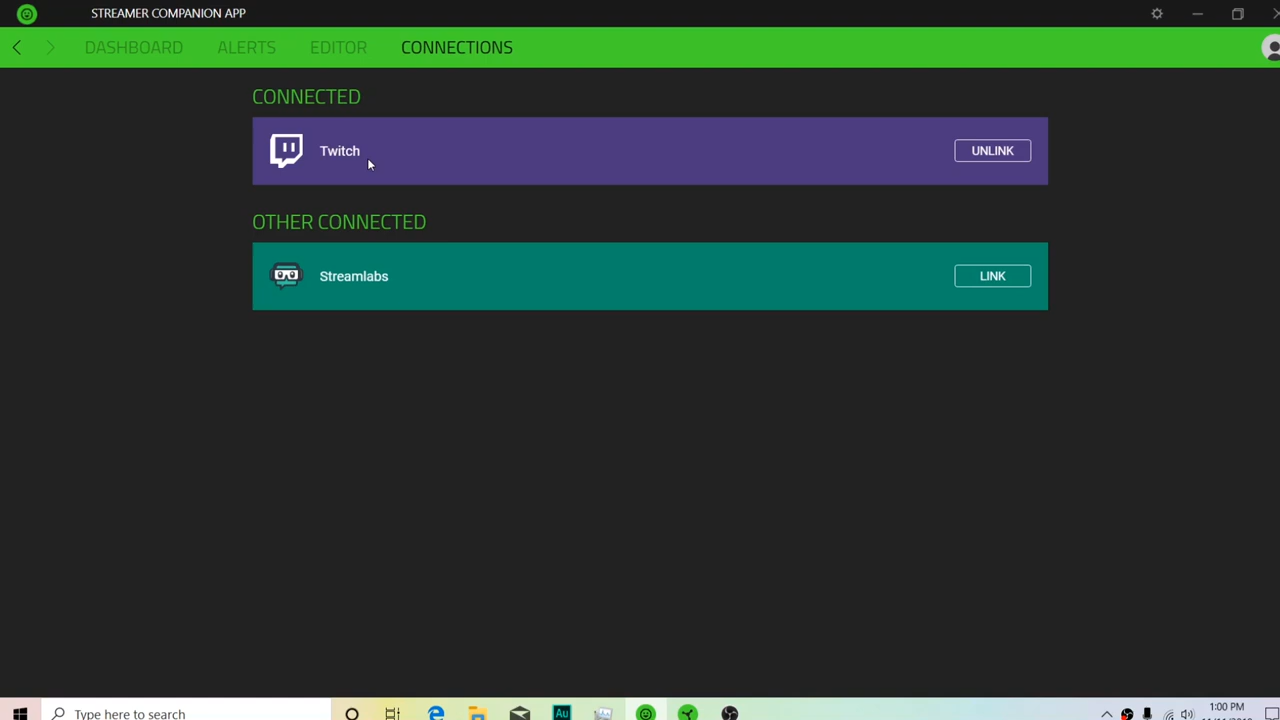 STREAMER COMPANION APP
DASHBOARD ALERTS EDITOR CONNECTIONS
CONNECTED
Twitch UNLINK
OTHER CONNECTED
Streamlabs LINK
Type here to search Au 1:00 PM